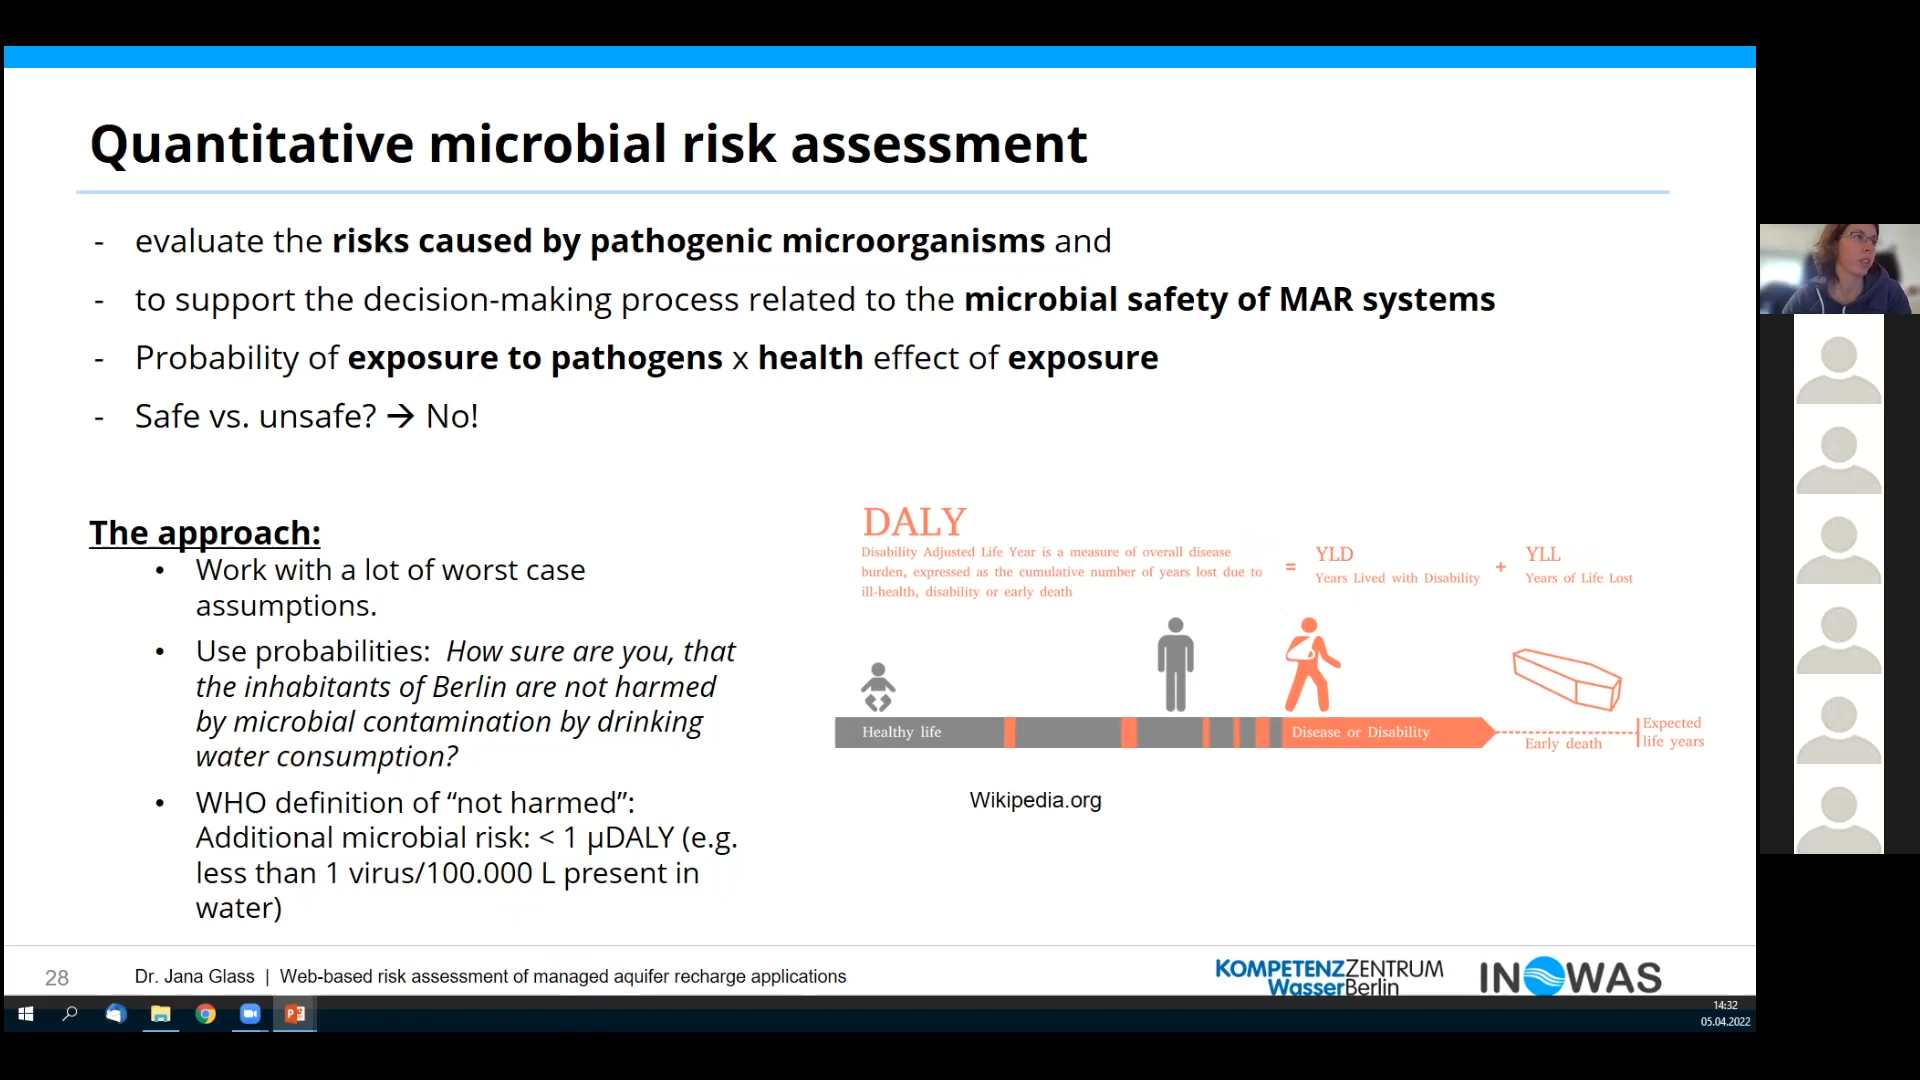 Quantitative microbial risk assessment
- evaluate the risks caused by pathogenic microorganisms and
- to support the decision-making process related to the microbial safety of MAR systems
- Probability of exposure to pathogens x health effect of exposure
- Safe vs. unsafe? → No!
The approach:
• Work with a lot of worst case
assumptions.
• Use probabilities: How sure are you, that
the inhabitants of Berlin are not harmed
by microbial contamination by drinking
water consumption?
• WHO definition of “not harmed”:
Additional microbial risk: < 1 µDALY (e.g.
less than 1 virus/100.000 L present in
water)
DALY
Disability Adjusted Life Year is a measure of overall disease
burden, expressed as the cumulative number of years lost due to
ill-health, disability or early death
=
YLD
Years Lived with Disability
+
YLL
Years of Life Lost
Healthy life
Disease or Disability
Early death
Expected
life years
Wikipedia.org
28
Dr. Jana Glass | Web-based risk assessment of managed aquifer recharge applications
KOMPETENZZENTRUM
WasserBerlin
INOWAS
14:32
05.04.2022